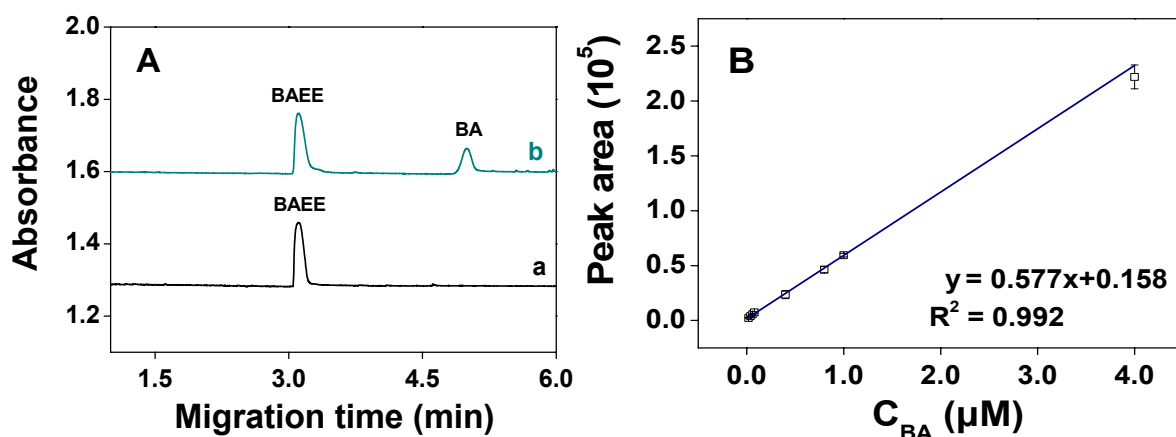 A
BAEE
BA
b
BAEE
a
2.0
1.8
1.6
1.4
1.2
1.5
3.0
4.5
6.0
Absorbance
Migration time (min)
B
2.5
2.0
1.5
1.0
0.5
0.0
0.0
1.0
2.0
3.0
4.0
Peak area (10⁵)
y = 0.577x+0.158
R² = 0.992
C_BA (μM)